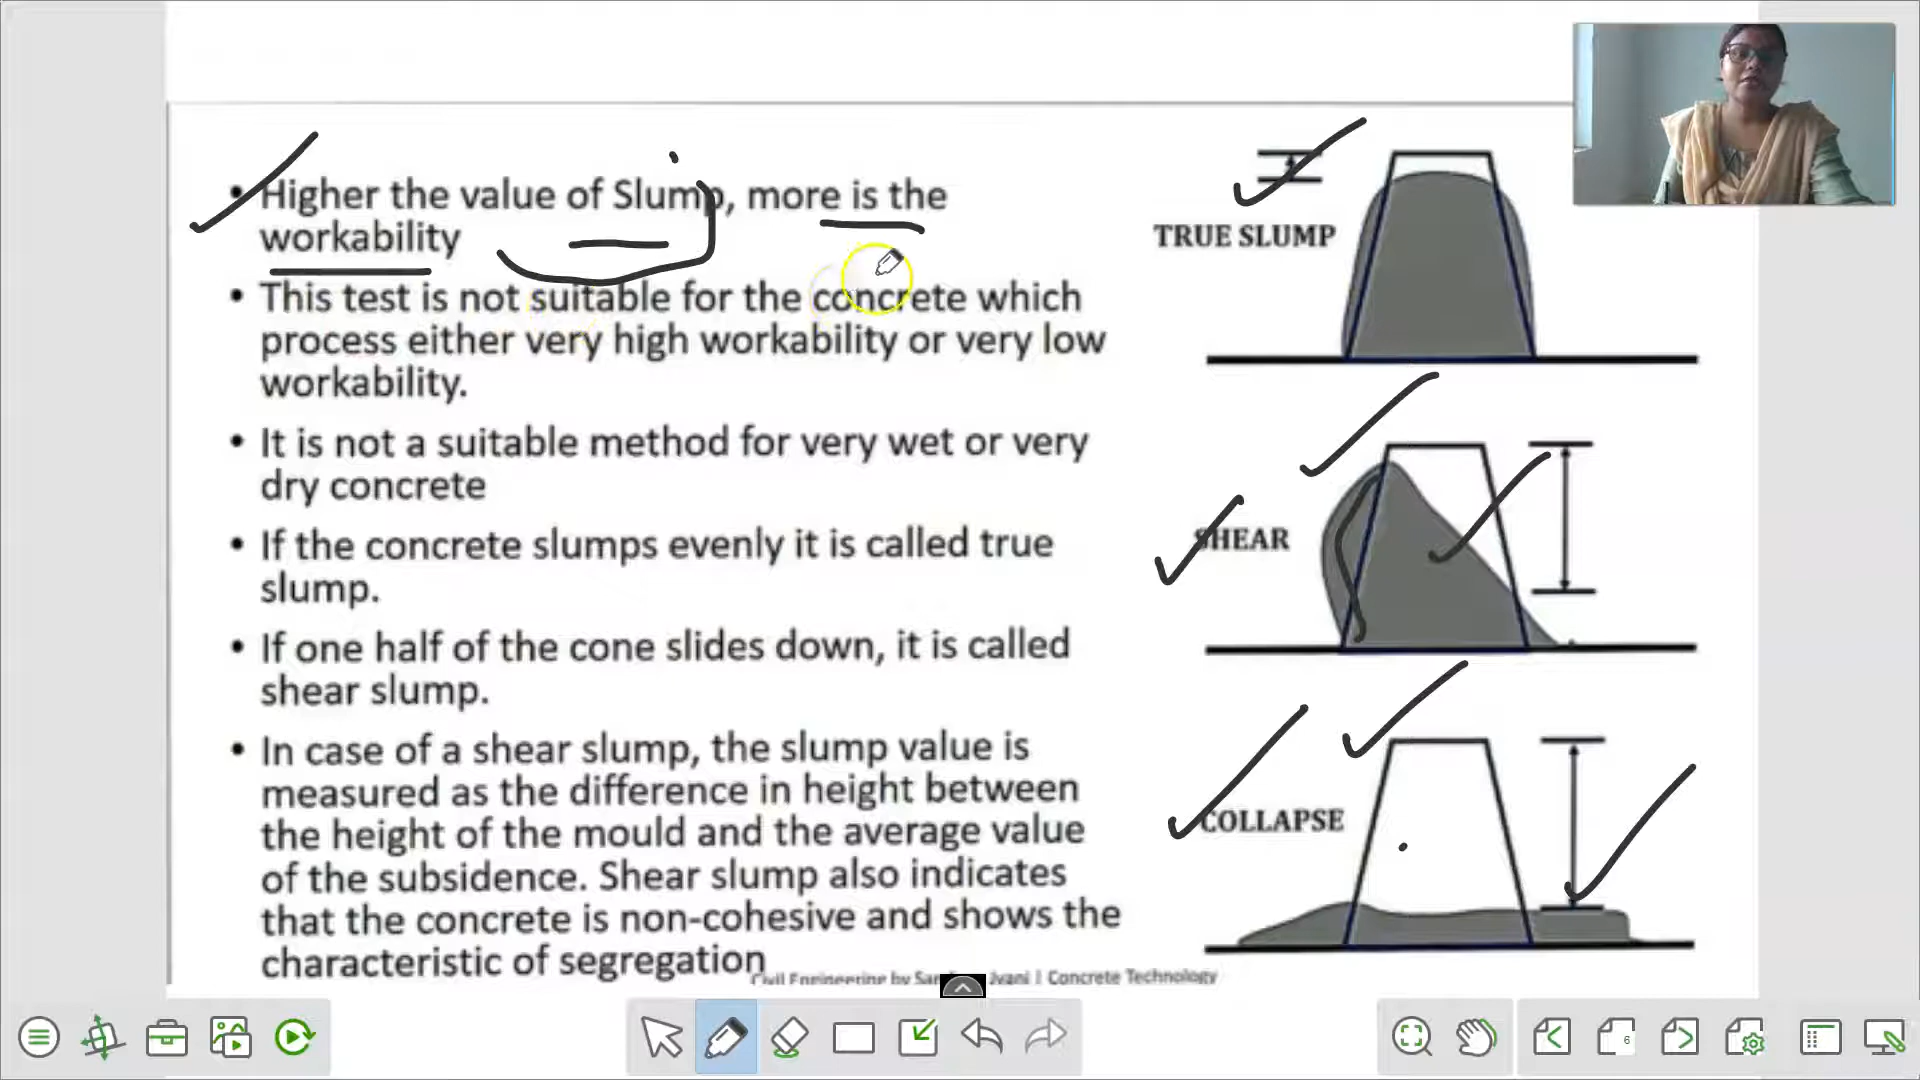 • Higher the value of Slump, more is the
workability
• This test is not suitable for the concrete which
process either very high workability or very low
workability.
• It is not a suitable method for very wet or very
dry concrete
• If the concrete slumps evenly it is called true
slump.
• If one half of the cone slides down, it is called
shear slump.
• In case of a shear slump, the slump value is
measured as the difference in height between
the height of the mould and the average value
of the subsidence. Shear slump also indicates
that the concrete is non-cohesive and shows the
characteristic of segregation
TRUE SLUMP
SHEAR
COLLAPSE
Civil Engineering by | Concrete Technology
6